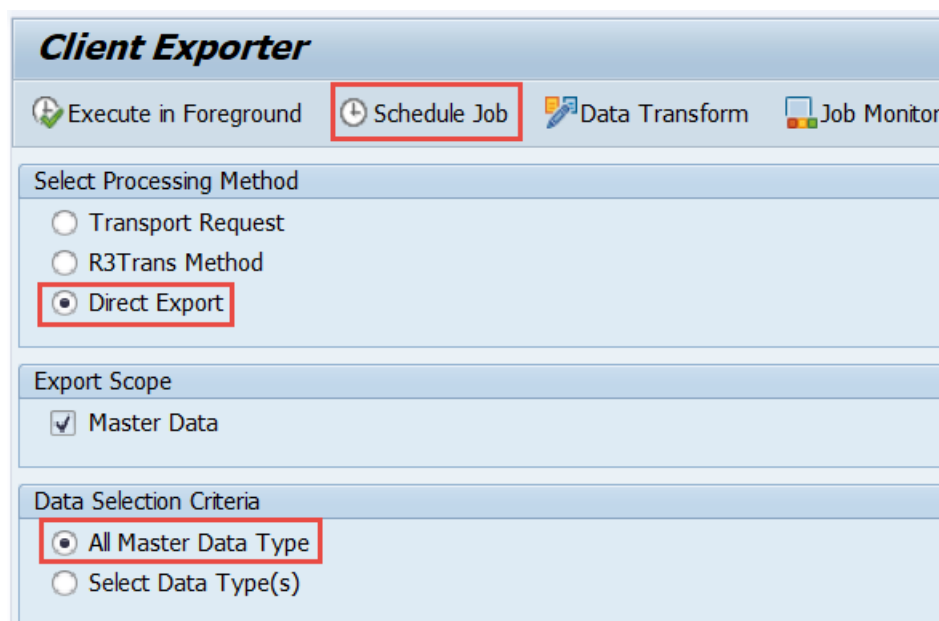 Client Exporter
Execute in Foreground Schedule Job Data Transform Job Monitor
Select Processing Method
Transport Request
R3Trans Method
Direct Export
Export Scope
Master Data
Data Selection Criteria
All Master Data Type
Select Data Type(s)